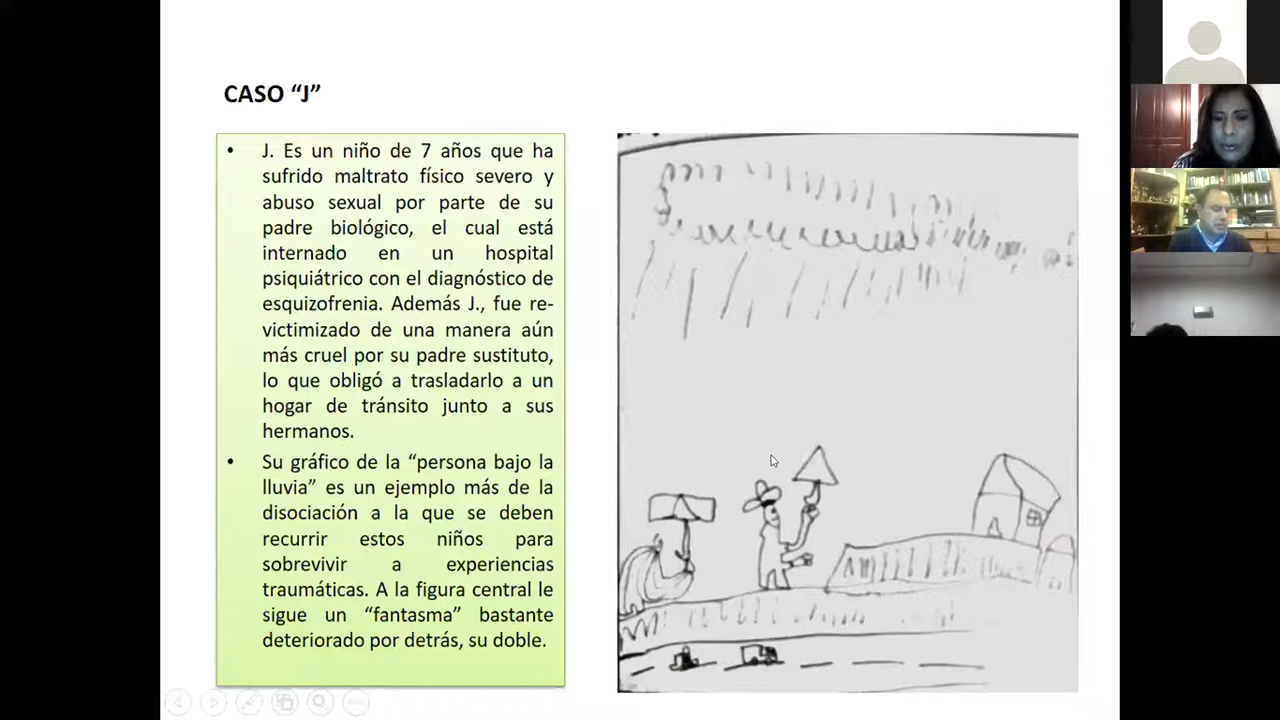 CASO “J”
• J. Es un niño de 7 años que ha
sufrido maltrato físico severo y
abuso sexual por parte de su
padre biológico, el cual está
internado en un hospital
psiquiátrico con el diagnóstico de
esquizofrenia. Además J., fue re-
victimizado de una manera aún
más cruel por su padre sustituto,
lo que obligó a trasladarlo a un
hogar de tránsito junto a sus
hermanos.
• Su gráfico de la “persona bajo la
lluvia” es un ejemplo más de la
disociación a la que se deben
recurrir estos niños para
sobrevivir a experiencias
traumáticas. A la figura central le
sigue un “fantasma” bastante
deteriorado por detrás, su doble.